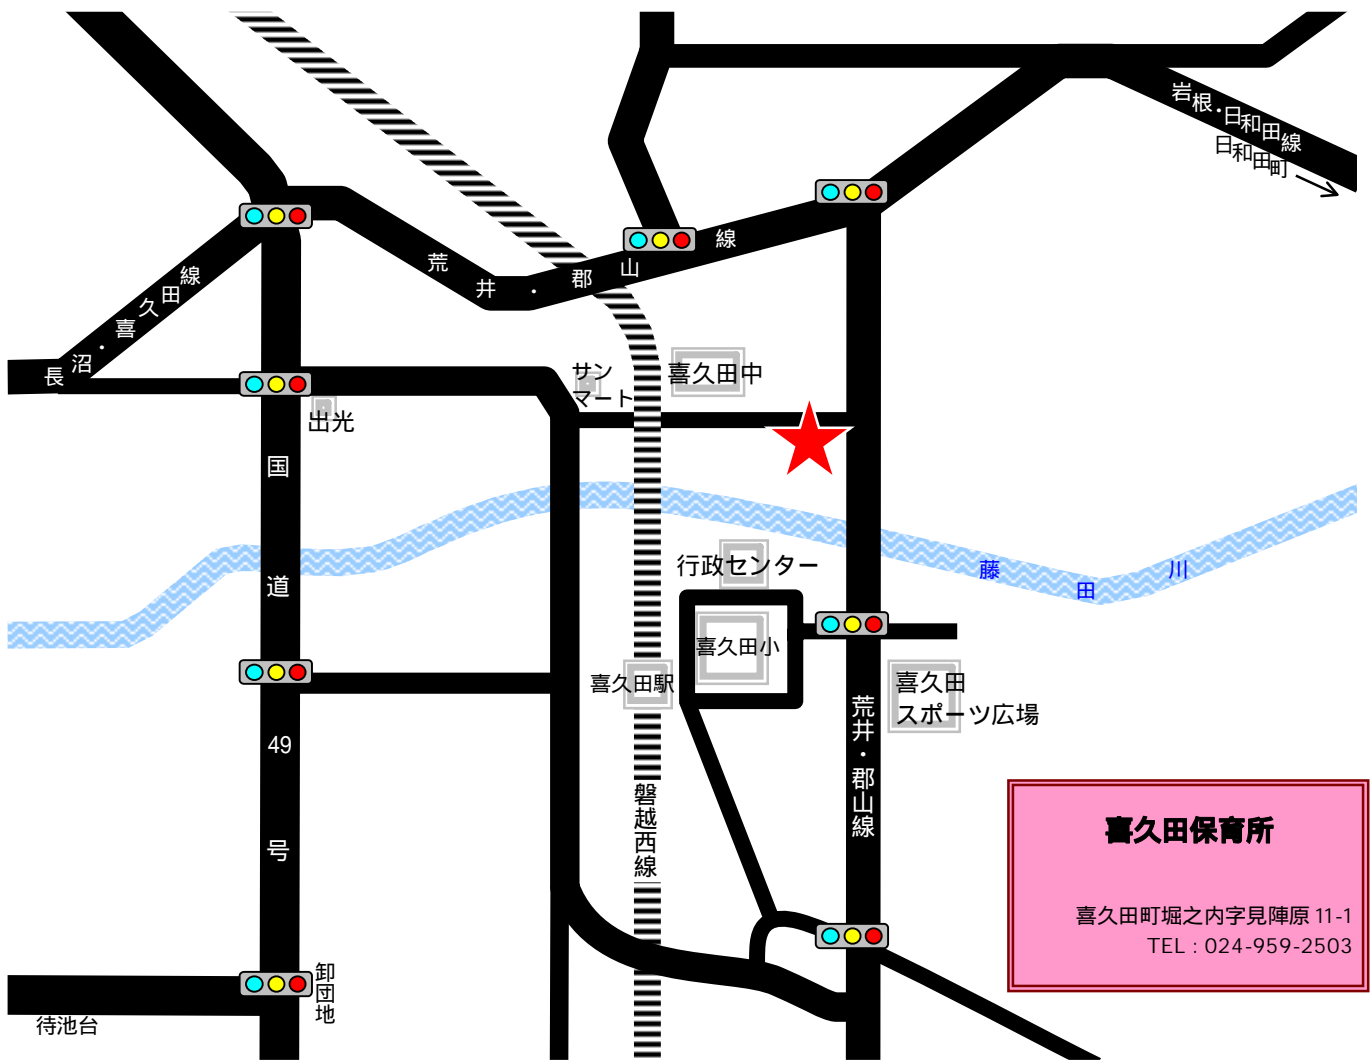 岩根・日和田線
日和田町
荒井・郡山線
長沼・喜久田線
サン
マート
喜久田中
出光
国道49号
藤田川
行政センター
喜久田小
喜久田駅
喜久田
スポーツ広場
荒井・郡山線
磐越西線
喜久田保育所
喜久田町堀之内字見陣原 11-1
TEL : 024-959-2503
卸団地
待池台